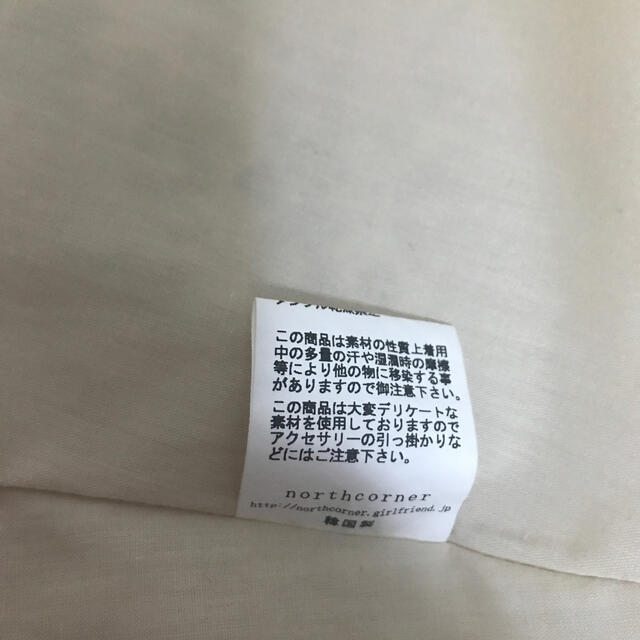 この商品は素材の性質上着用
中の多量の汗や湿潤時の摩擦
等により他の物に移染する事
がありますので御注意下さい。
この商品は大変デリケートな
素材を使用しておりますので
アクセサリーの引っ掛かりな
どにはご注意下さい。
northcorner
http://northcorner.girlfriend.jp
韓国製